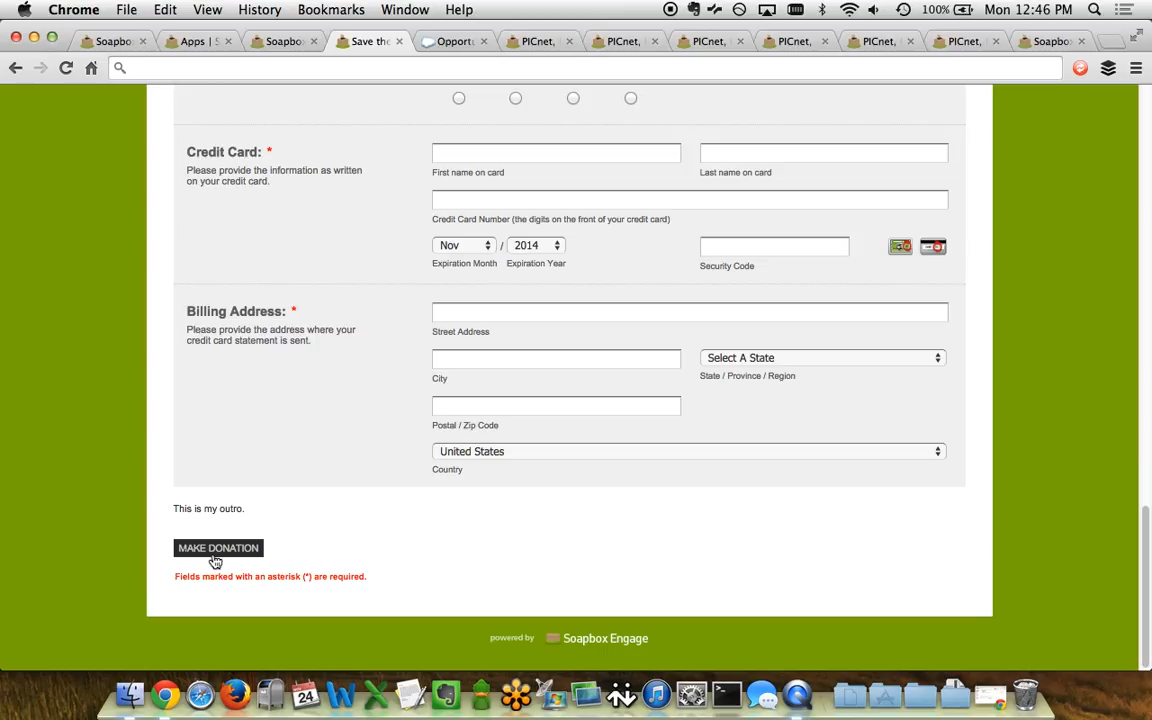 Chrome File Edit View History Bookmarks Window Help 100% Mon 12:46 PM
Soapbox Apps | S Soapbo Save the Opportu PICnet, PICnet, PICnet, PICnet, PICnet, PICnet, Soapbo
Credit Card: *
Please provide the information as written
on your credit card.
First name on card Last name on card
Credit Card Number (the digits on the front of your credit card)
Nov / 2014
Expiration Month Expiration Year Security Code
Billing Address: *
Please provide the address where your
credit card statement is sent.
Street Address
Select A State
City State / Province / Region
Postal / Zip Code
United States
Country
This is my outro.
MAKE DONATION
Fields marked with an asterisk (*) are required.
powered by Soapbox Engage
24